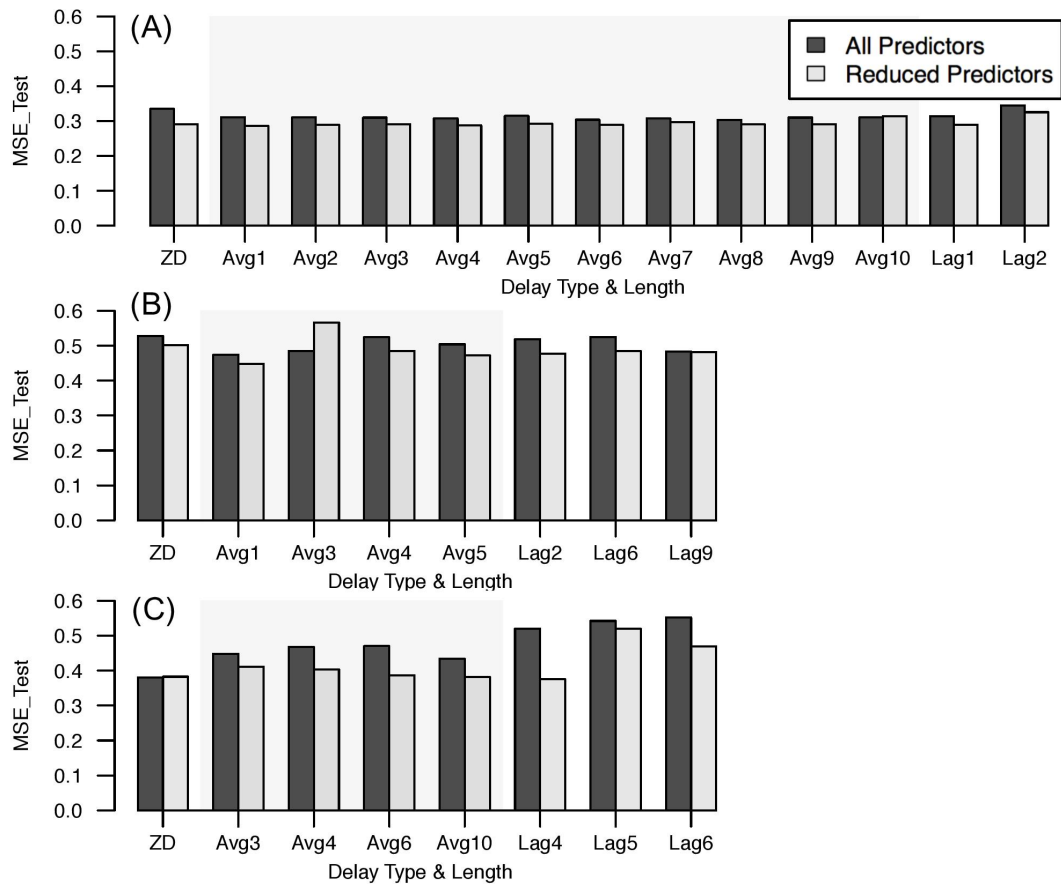 (A)
All Predictors
Reduced Predictors
MSE_Test
0.6
0.5
0.4
0.3
0.2
0.1
0.0
ZD Avg1 Avg2 Avg3 Avg4 Avg5 Avg6 Avg7 Avg8 Avg9 Avg10 Lag1 Lag2
Delay Type & Length
(B)
MSE_Test
0.6
0.5
0.4
0.3
0.2
0.1
0.0
ZD Avg1 Avg3 Avg4 Avg5 Lag2 Lag6 Lag9
Delay Type & Length
(C)
MSE_Test
0.6
0.5
0.4
0.3
0.2
0.1
0.0
ZD Avg3 Avg4 Avg6 Avg10 Lag4 Lag5 Lag6
Delay Type & Length